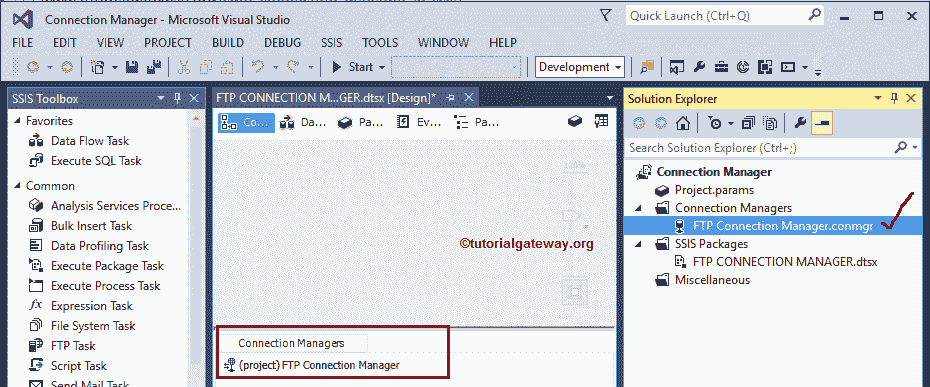 Connection Manager - Microsoft Visual Studio
Quick Launch (Ctrl+Q)
FILE EDIT VIEW PROJECT BUILD DEBUG SSIS TOOLS WINDOW HELP
Start
Development
SSIS Toolbox
Favorites
Data Flow Task
Execute SQL Task
Common
Analysis Services Proce...
Bulk Insert Task
Data Profiling Task
Execute Package Task
Execute Process Task
Expression Task
File System Task
FTP Task
Script Task
Send Mail Task
FTP CONNECTION M...GER.dtsx [Design]*
Co... Da... Pa... Ev... Pa...
120%
©tutorialgateway.org
Connection Managers
(project) FTP Connection Manager
Solution Explorer
Search Solution Explorer (Ctrl+;)
Connection Manager
Project.params
Connection Managers
FTP Connection Manager.conmgr
SSIS Packages
FTP CONNECTION MANAGER.dtsx
Miscellaneous